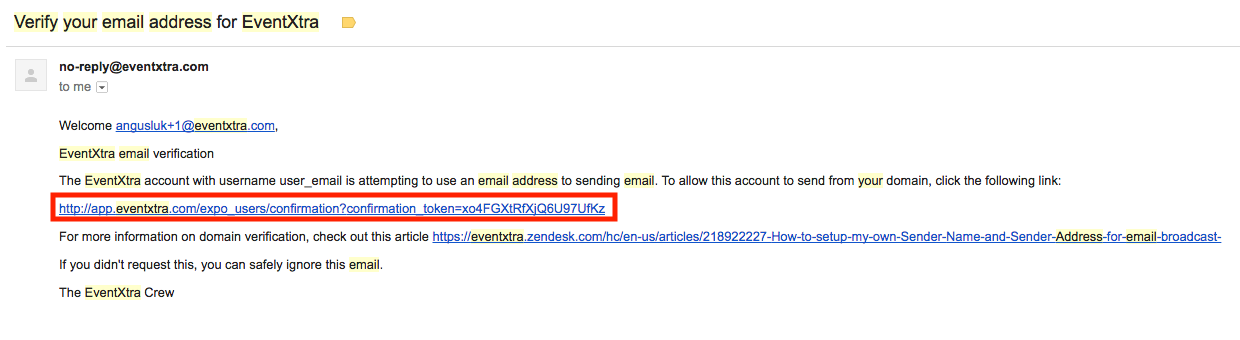 Verify your email address for EventXtra
no-reply@eventxtra.com
to me
Welcome angusluk+1@eventxtra.com,
EventXtra email verification
The EventXtra account with username user_email is attempting to use an email address to sending email. To allow this account to send from your domain, click the following link:
http://app.eventxtra.com/expo_users/confirmation?confirmation_token=xo4FGXtRfXjQ6U97UfKz
For more information on domain verification, check out this article https://eventxtra.zendesk.com/hc/en-us/articles/218922227-How-to-setup-my-own-Sender-Name-and-Sender-Address-for-email-broadcast-
If you didn't request this, you can safely ignore this email.
The EventXtra Crew